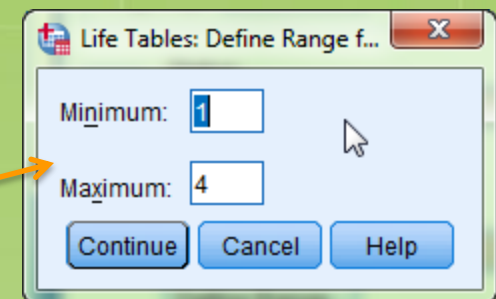 Life Tables: Define Range f...
Minimum: 1
Maximum: 4
Continue Cancel Help